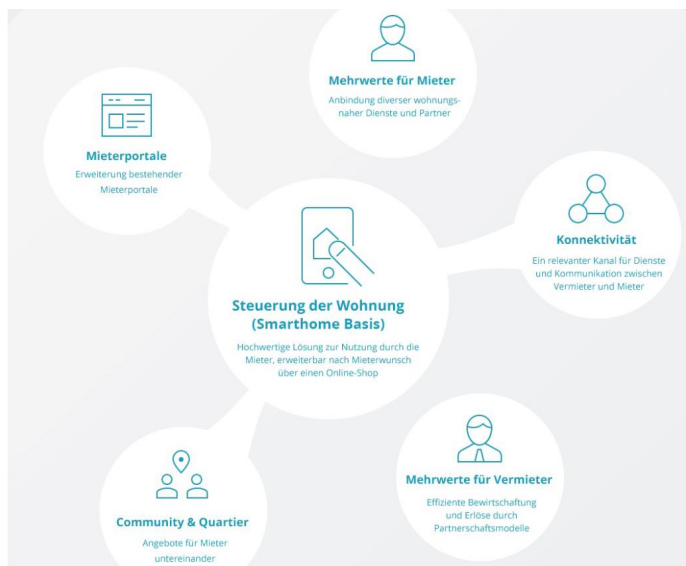 Mehrwerte für Mieter
Anbindung diverser wohnungs-
naher Dienste und Partner
Mieterportale
Erweiterung bestehender
Mieterportale
Konnektivität
Ein relevanter Kanal für Dienste
und Kommunikation zwischen
Vermieter und Mieter
Steuerung der Wohnung
(Smarthome Basis)
Hochwertige Lösung zur Nutzung durch die
Mieter, erweiterbar nach Mieterwunsch
über einen Online-Shop
Mehrwerte für Vermieter
Effiziente Bewirtschaftung
und Erlöse durch
Partnerschaftsmodelle
Community & Quartier
Angebote für Mieter
untereinander